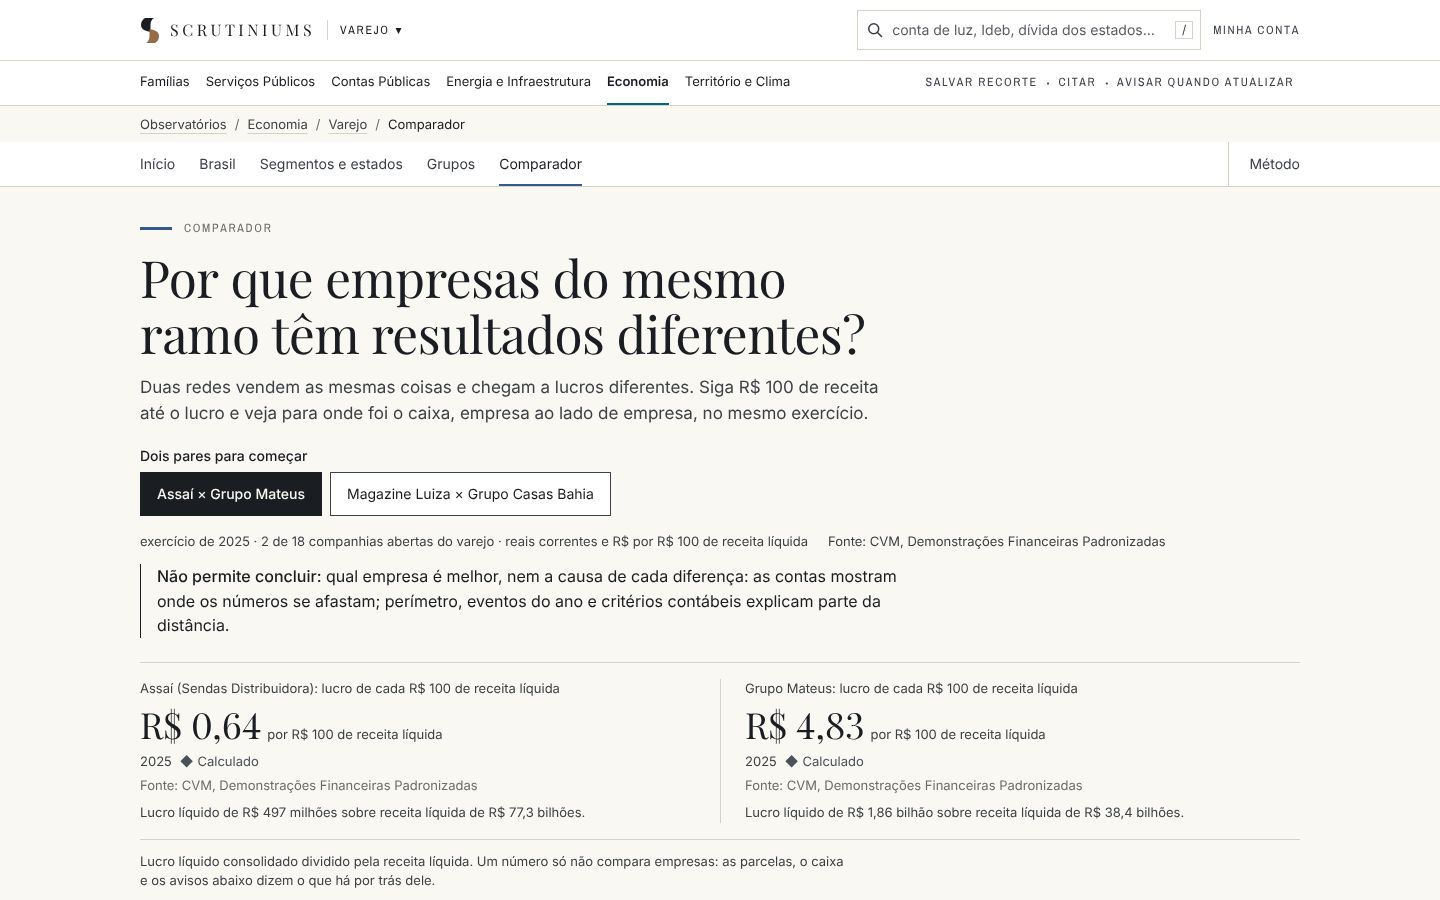 SCRUTINIUMS
VAREJO ▼
conta de luz, Ideb, dívida dos estados...
/
MINHA CONTA
Famílias
Serviços Públicos
Contas Públicas
Energia e Infraestrutura
Economia
Território e Clima
SALVAR RECORTE • CITAR • AVISAR QUANDO ATUALIZAR
Observatórios / Economia / Varejo / Comparador
Início
Brasil
Segmentos e estados
Grupos
Comparador
Método
COMPARADOR
Por que empresas do mesmo
ramo têm resultados diferentes?
Duas redes vendem as mesmas coisas e chegam a lucros diferentes. Siga R$ 100 de receita
até o lucro e veja para onde foi o caixa, empresa ao lado de empresa, no mesmo exercício.
Dois pares para começar
Assaí × Grupo Mateus
Magazine Luiza × Grupo Casas Bahia
exercício de 2025 · 2 de 18 companhias abertas do varejo · reais correntes e R$ por R$ 100 de receita líquida
Fonte: CVM, Demonstrações Financeiras Padronizadas
Não permite concluir: qual empresa é melhor, nem a causa de cada diferença: as contas mostram
onde os números se afastam; perímetro, eventos do ano e critérios contábeis explicam parte da
distância.
Assaí (Sendas Distribuidora): lucro de cada R$ 100 de receita líquida
R$ 0,64 por R$ 100 de receita líquida
2025 ◆ Calculado
Fonte: CVM, Demonstrações Financeiras Padronizadas
Lucro líquido de R$ 497 milhões sobre receita líquida de R$ 77,3 bilhões.
Grupo Mateus: lucro de cada R$ 100 de receita líquida
R$ 4,83 por R$ 100 de receita líquida
2025 ◆ Calculado
Fonte: CVM, Demonstrações Financeiras Padronizadas
Lucro líquido de R$ 1,86 bilhão sobre receita líquida de R$ 38,4 bilhões.
Lucro líquido consolidado dividido pela receita líquida. Um número só não compara empresas: as parcelas, o caixa
e os avisos abaixo dizem o que há por trás dele.